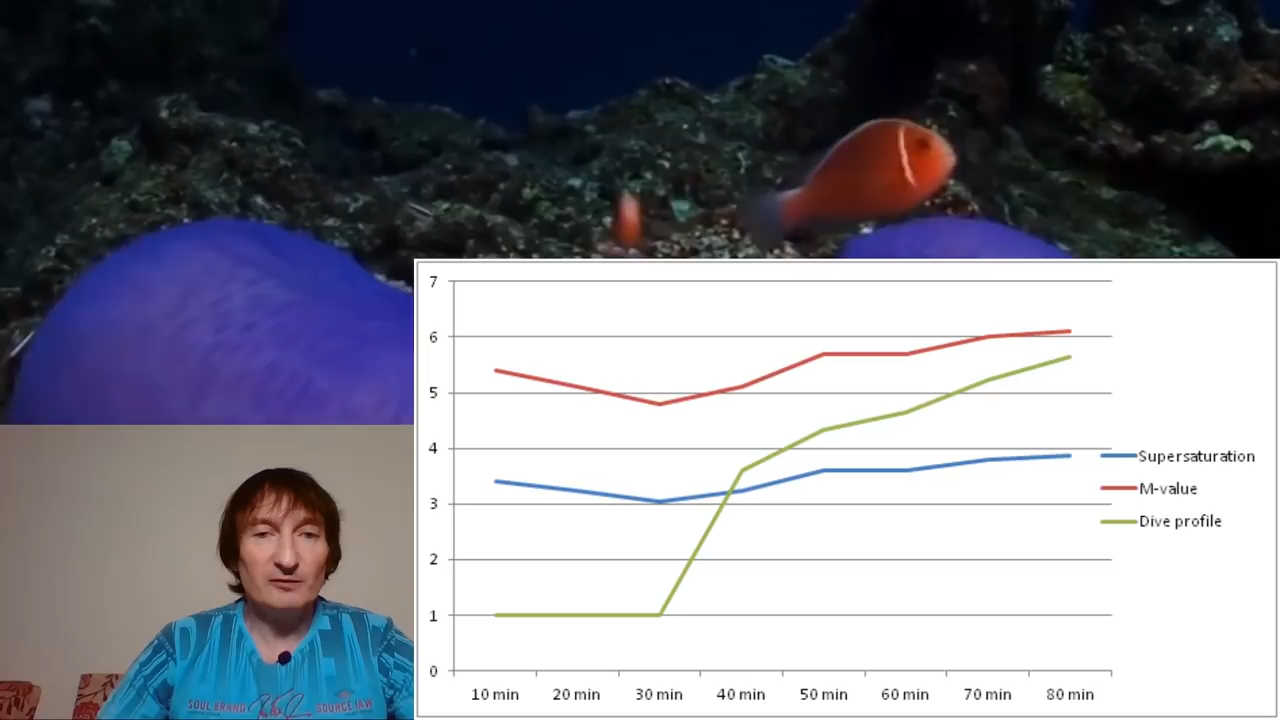 7
6
5
4
3
2
1
0
10 min 20 min 30 min 40 min 50 min 60 min 70 min 80 min
Supersaturation
M-value
Dive profile
SOUL BRAND
SOURCE JAW